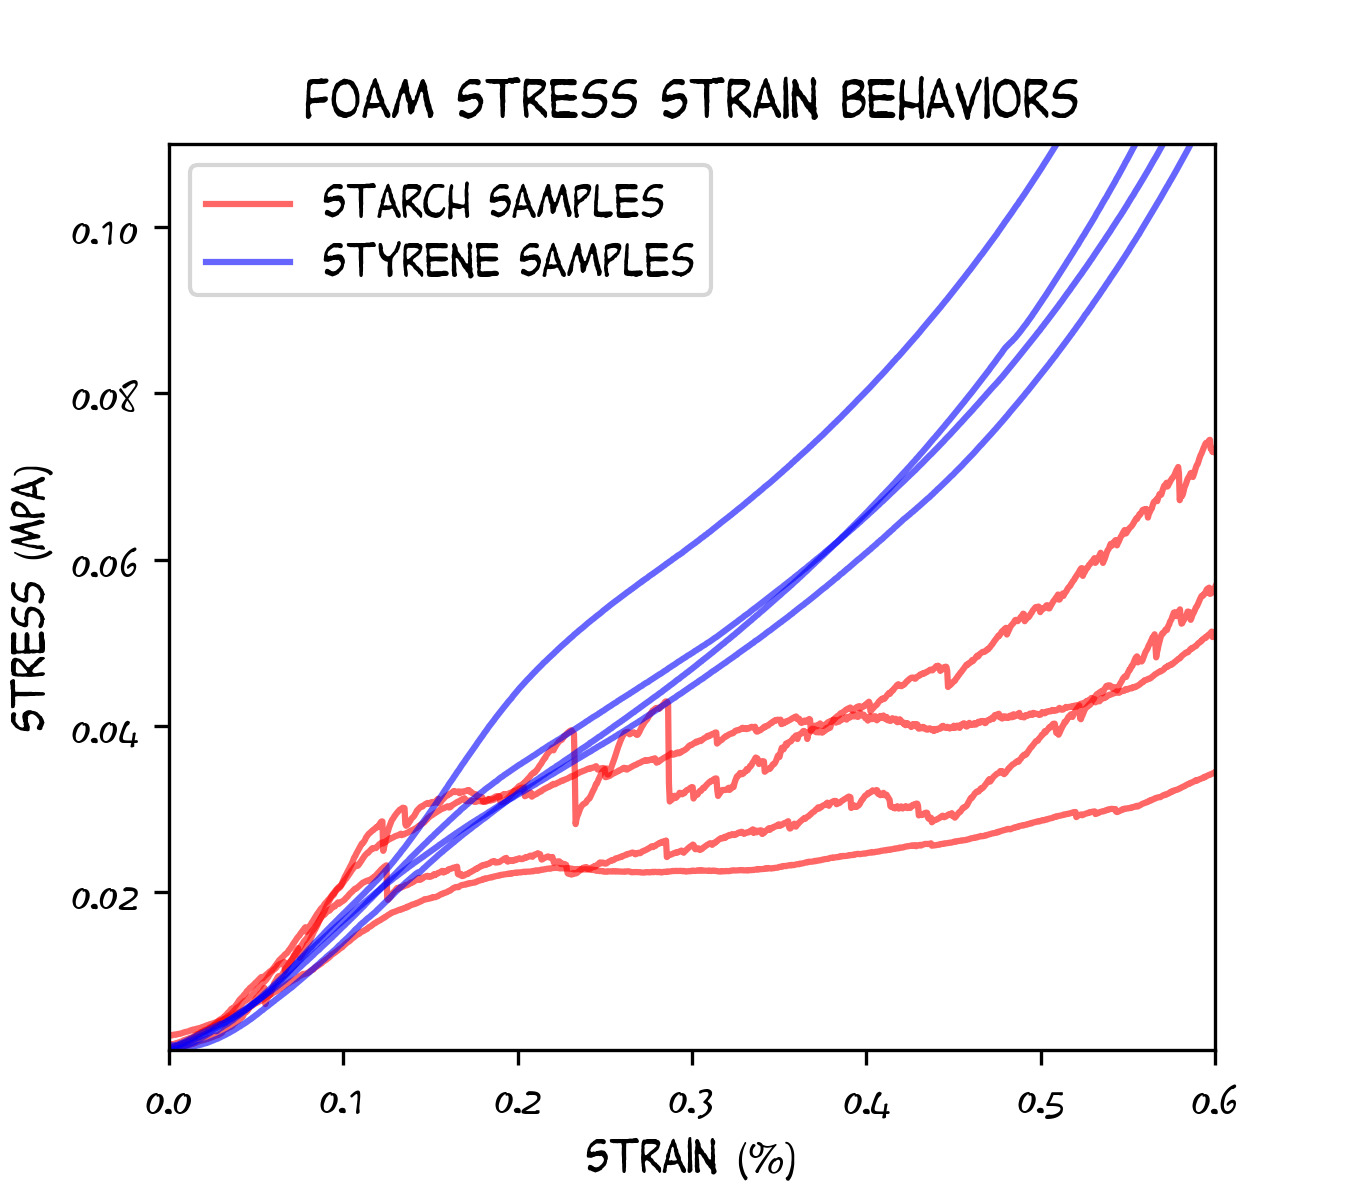 FOAM STRESS STRAIN BEHAVIORS
STARCH SAMPLES
STYRENE SAMPLES
0.10
0.08
0.06
0.04
0.02
STRESS (MPA)
0.0 0.1 0.2 0.3 0.4 0.5 0.6
STRAIN (%)